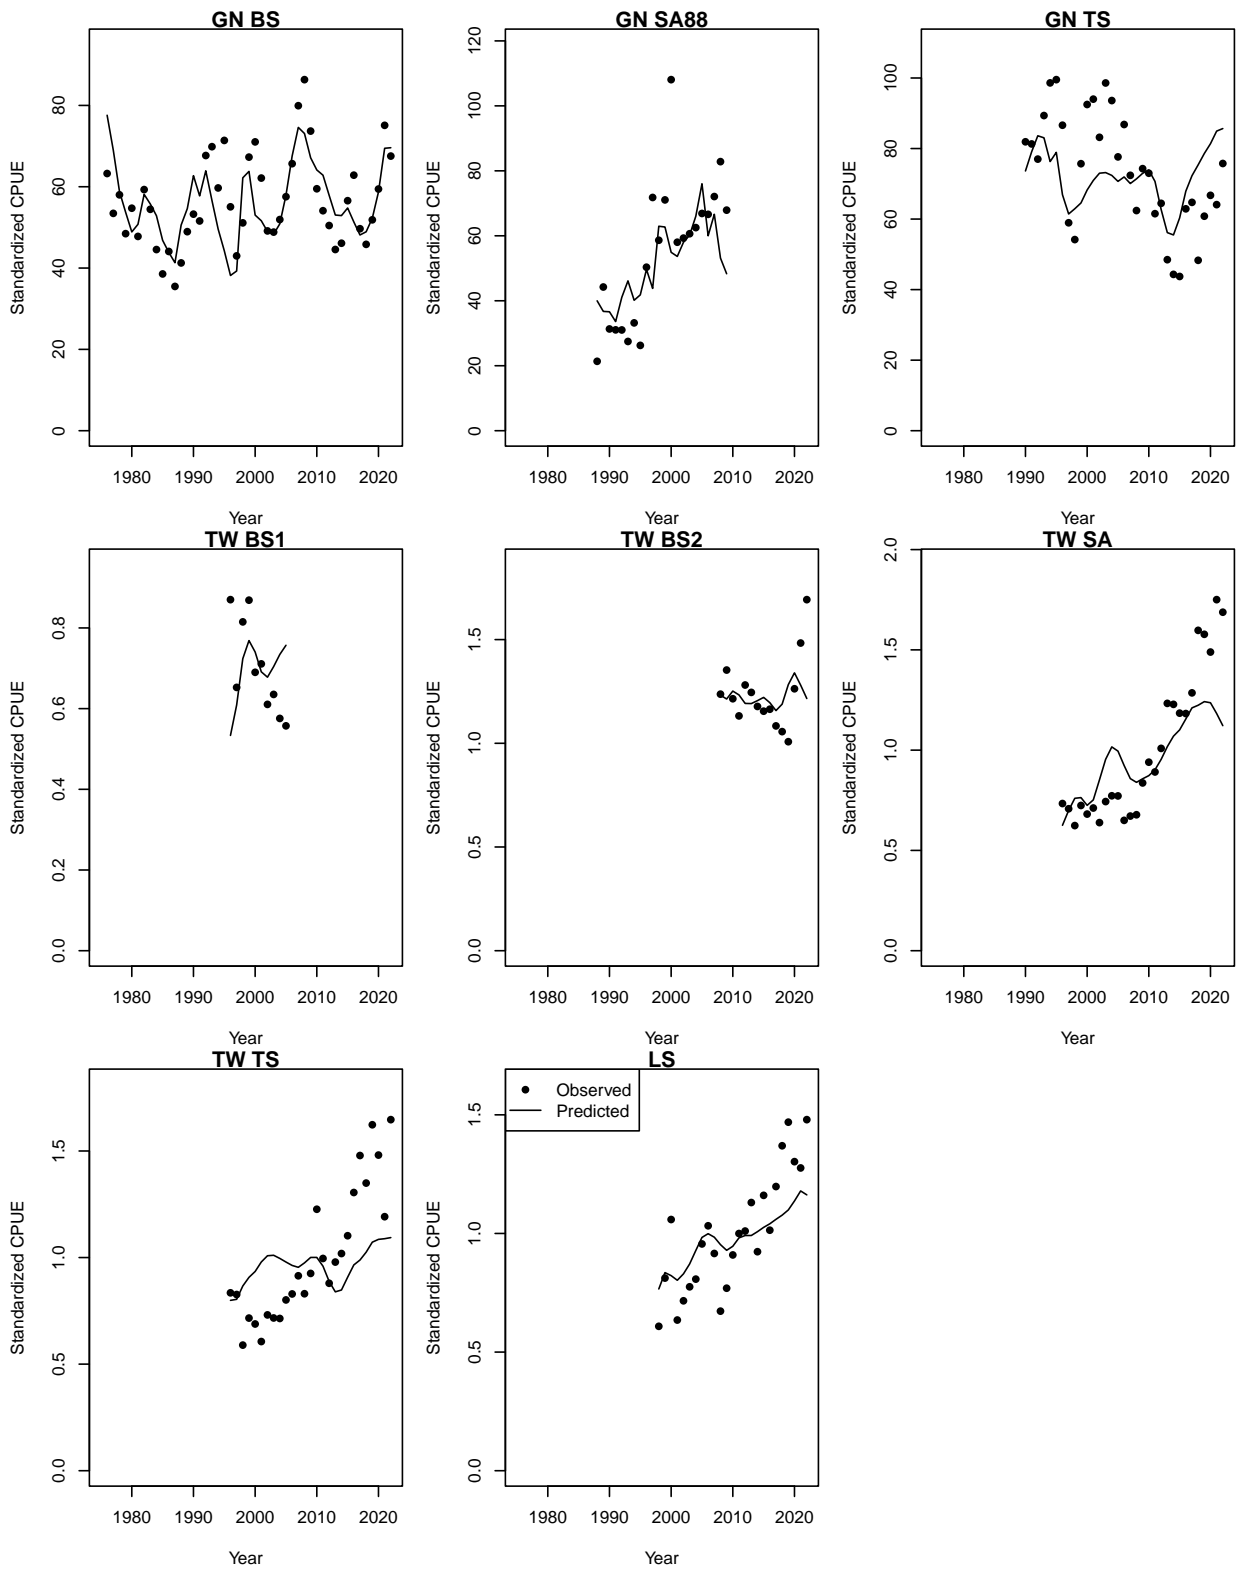 GN BS
Standardized CPUE
0
20
40
60
80
1980 1990 2000 2010 2020
Year
GN SA88
Standardized CPUE
0
20
40
60
80
100
120
1980 1990 2000 2010 2020
Year
GN TS
Standardized CPUE
0
20
40
60
80
100
1980 1990 2000 2010 2020
Year
TW BS1
Standardized CPUE
0.0
0.2
0.4
0.6
0.8
1980 1990 2000 2010 2020
Year
TW BS2
Standardized CPUE
0.0
0.5
1.0
1.5
1980 1990 2000 2010 2020
Year
TW SA
Standardized CPUE
0.0
0.5
1.0
1.5
2.0
1980 1990 2000 2010 2020
Year
TW TS
Standardized CPUE
0.0
0.5
1.0
1.5
1980 1990 2000 2010 2020
Year
LS
Observed
Predicted
Standardized CPUE
0.0
0.5
1.0
1.5
1980 1990 2000 2010 2020
Year